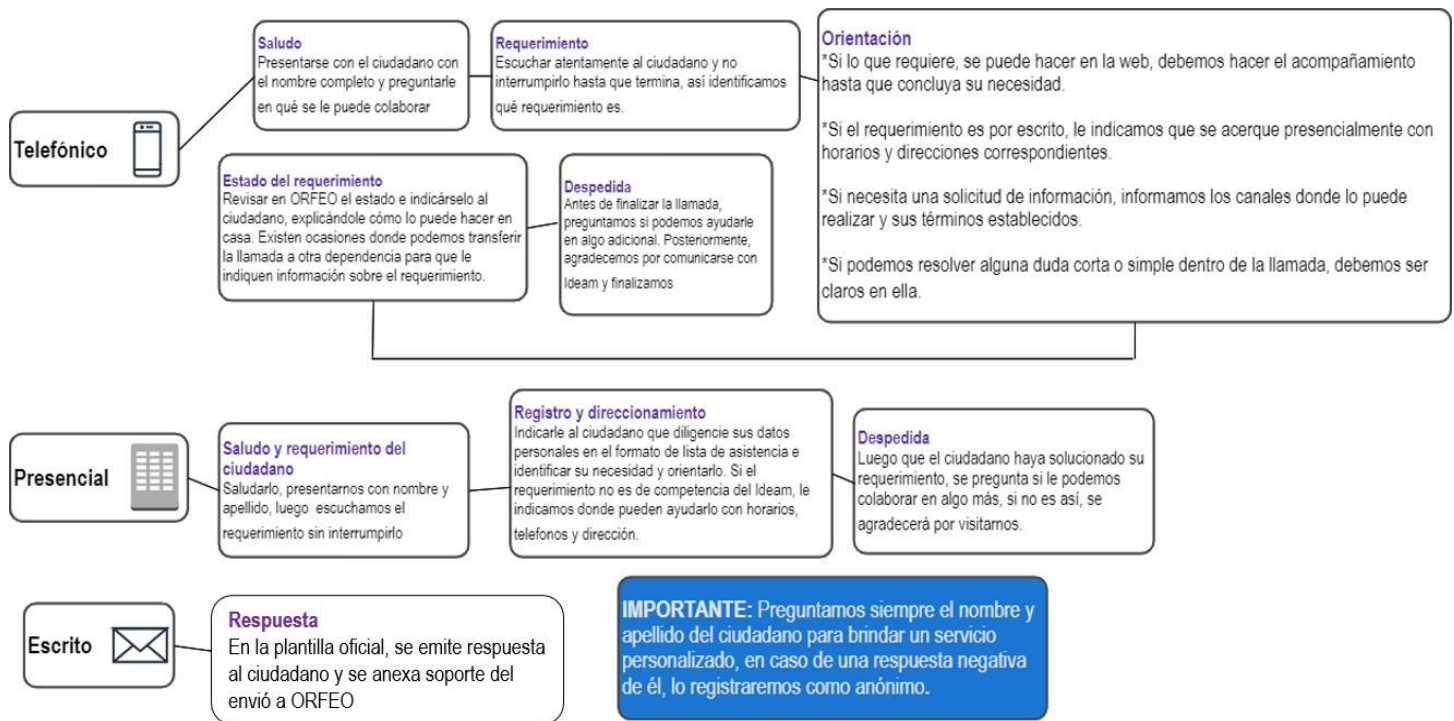 Telefónico
Saludo
Presentarse con el ciudadano con
el nombre completo y preguntarle
en qué se le puede colaborar
Requerimiento
Escuchar atentamente al ciudadano y no
interrumpirlo hasta que termina, así identificamos
qué requerimiento es.
Orientación
*Si lo que requiere, se puede hacer en la web, debemos hacer el acompañamiento
hasta que concluya su necesidad.
*Si el requerimiento es por escrito, le indicamos que se acerque presencialmente con
horarios y direcciones correspondientes.
*Si necesita una solicitud de información, informamos los canales donde lo puede
realizar y sus términos establecidos.
*Si podemos resolver alguna duda corta o simple dentro de la llamada, debemos ser
claros en ella.
Estado del requerimiento
Revisar en ORFEO el estado e indicárselo al
ciudadano, explicándole cómo lo puede hacer en
casa. Existen ocasiones donde podemos transferir
la llamada a otra dependencia para que le
indiquen información sobre el requerimiento.
Despedida
Antes de finalizar la llamada,
preguntamos si podemos ayudarle
en algo adicional. Posteriormente,
agradecemos por comunicarse con
Ideam y finalizamos
Presencial
Saludo y requerimiento del
ciudadano
Saludarlo, presentarnos con nombre y
apellido, luego escuchamos el
requerimiento sin interrumpirlo
Registro y direccionamiento
Indicarle al ciudadano que diligencie sus datos
personales en el formato de lista de asistencia e
identificar su necesidad y orientarlo. Si el
requerimiento no es de competencia del Ideam, le
indicamos donde pueden ayudarlo con horarios,
telefonos y dirección.
Despedida
Luego que el ciudadano haya solucionado su
requerimiento, se pregunta si le podemos
colaborar en algo más, si no es así, se
agradecerá por visitarnos.
Escrito
Respuesta
En la plantilla oficial, se emite respuesta
al ciudadano y se anexa soporte del
envió a ORFEO
IMPORTANTE: Preguntamos siempre el nombre y
apellido del ciudadano para brindar un servicio
personalizado, en caso de una respuesta negativa
de él, lo registraremos como anónimo.